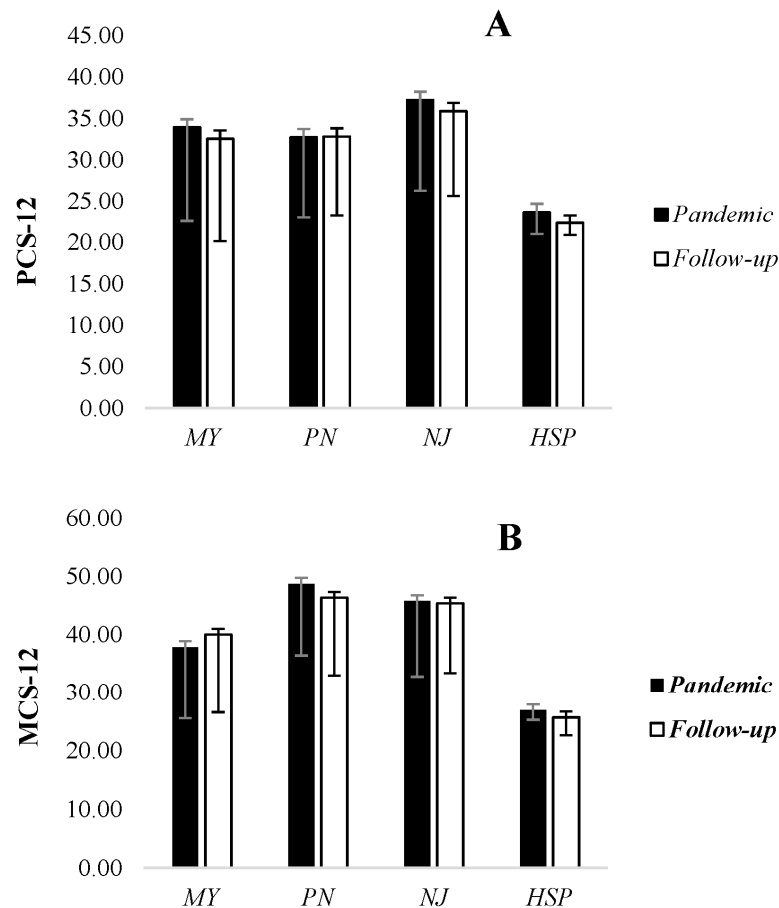 A
45.00
40.00
35.00
30.00
25.00
20.00
15.00
10.00
5.00
0.00
PCS-12
MY PN NJ HSP
Pandemic
Follow-up
B
60.00
50.00
40.00
30.00
20.00
10.00
0.00
MCS-12
MY PN NJ HSP
Pandemic
Follow-up